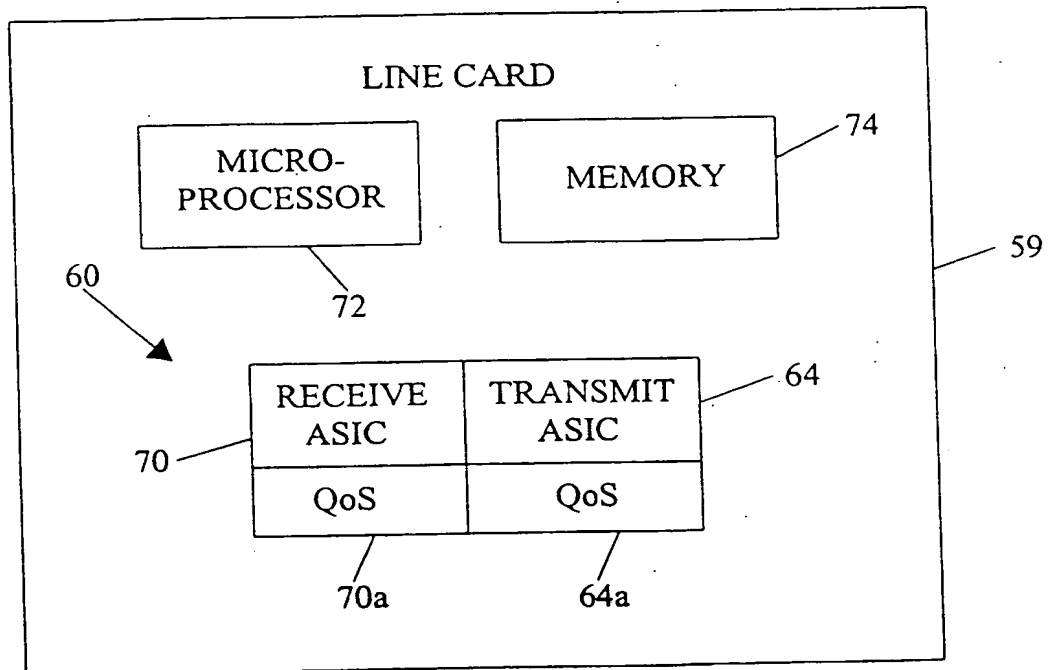 LINE CARD
MICRO-
PROCESSOR
MEMORY
74
59
60
72
RECEIVE
ASIC
TRANSMIT
ASIC
64
70
QoS
QoS
70a
64a